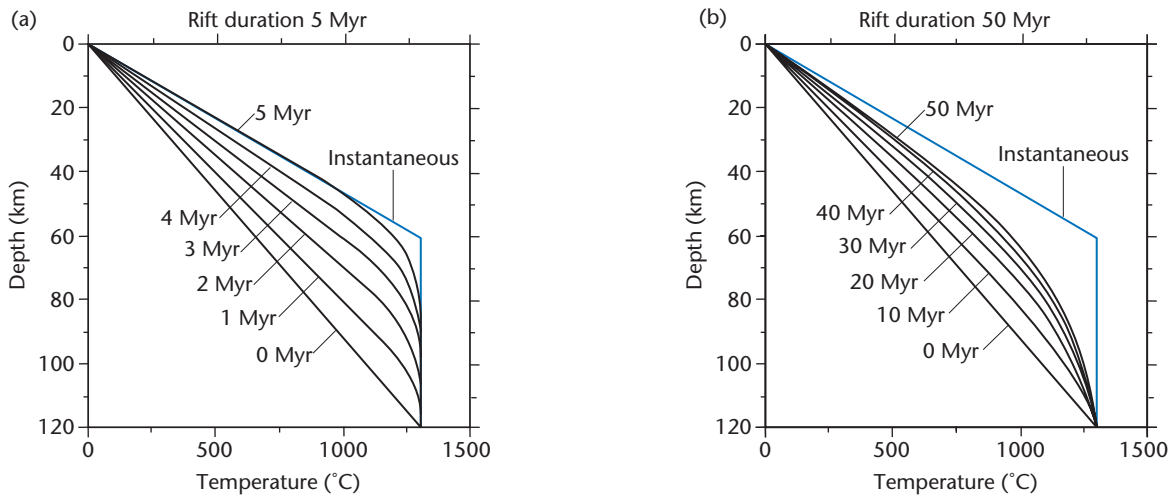 (a) Rift duration 5 Myr
0
20
40
60
80
100
120
Depth (km)
5 Myr
Instantaneous
4 Myr
3 Myr
2 Myr
1 Myr
0 Myr
0 500 1000 1500
Temperature (˚C)
(b) Rift duration 50 Myr
0
20
40
60
80
100
120
Depth (km)
50 Myr
Instantaneous
40 Myr
30 Myr
20 Myr
10 Myr
0 Myr
0 500 1000 1500
Temperature (˚C)